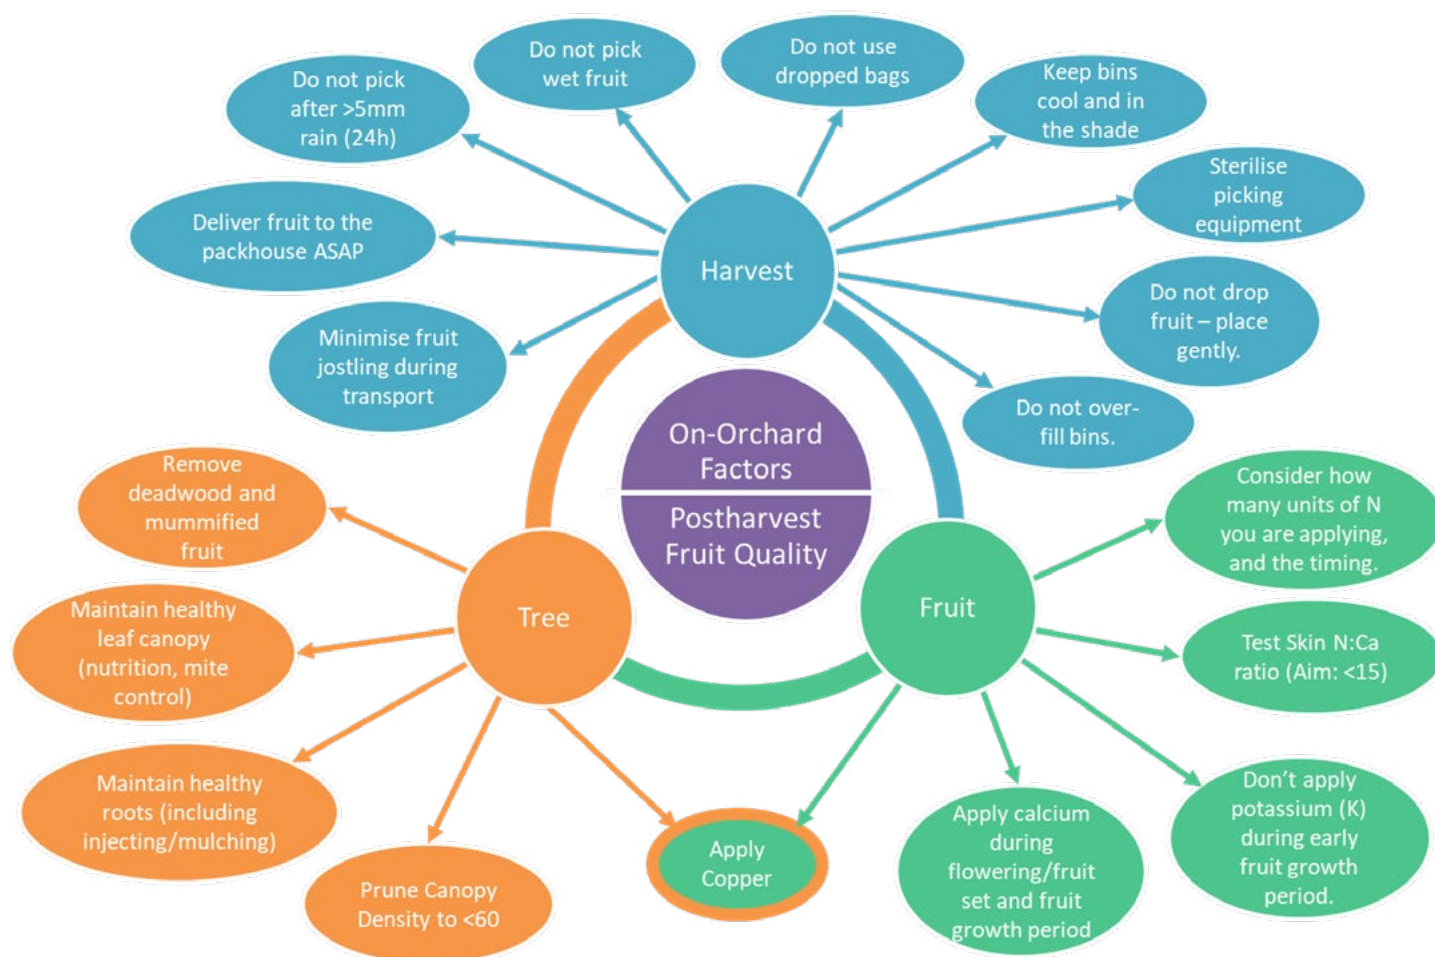 Do not pick
after >5mm
rain (24h)
Do not pick
wet fruit
Do not use
dropped bags
Keep bins
cool and in
the shade
Sterilise
picking
equipment
Deliver fruit to the
packhouse ASAP
Harvest
Do not drop
fruit – place
gently.
Minimise fruit
jostling during
transport
Do not over-
fill bins.
On-Orchard
Factors
Postharvest
Fruit Quality
Remove
deadwood and
mummified
fruit
Consider how
many units of N
you are applying,
and the timing.
Tree
Fruit
Maintain healthy
leaf canopy
(nutrition, mite
control)
Test Skin N:Ca
ratio (Aim: <15)
Maintain healthy
roots (including
injecting/mulching)
Prune Canopy
Density to <60
Apply
Copper
Apply calcium
during
flowering/fruit
set and fruit
growth period
Don’t apply
potassium (K)
during early
fruit growth
period.